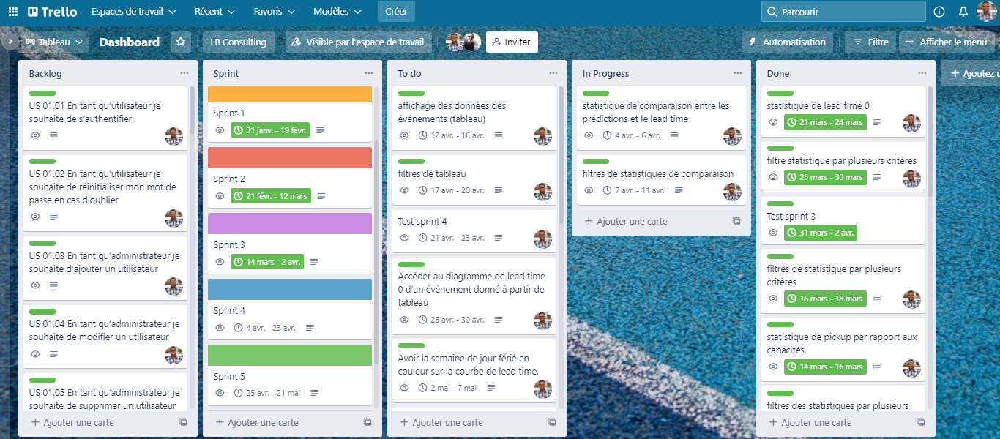 Trello
Espaces de travail
Récent
Favoris
Modèles
Créer
Parcourir
Tableau
Dashboard
LB Consulting
Visible par l'espace de travail
Inviter
Automatisation
Filtre
Afficher le menu
Backlog
US 01.01 En tant qu'utilisateur je
souhaite de s'authentifier
US 01.02 En tant qu'utilisateur je
souhaite de réinitialiser mon mot de
passe en cas d'oublier
US 01.03 En tant qu'administrateur je
souhaite d'ajouter un utilisateur
US 01.04 En tant qu'administrateur je
souhaite de modifier un utilisateur
US 01.05 En tant qu'administrateur je
souhaite de supprimer un utilisateur
Ajouter une carte
Sprint
Sprint 1
31 janv. - 19 févr.
Sprint 2
21 févr. - 12 mars
Sprint 3
14 mars - 2 avr.
Sprint 4
4 avr. - 23 avr.
Sprint 5
25 avr. - 21 mai
Ajouter une carte
To do
affichage des données des
événements (tableau)
12 avr. - 16 avr.
filtres de tableau
17 avr. - 20 avr.
Test sprint 4
21 avr. - 23 avr.
Accéder au diagramme de lead time
0 d'un événement donné à partir de
tableau
25 avr. - 30 avr.
Avoir la semaine de jour férié en
couleur sur la courbe de lead time.
2 mai - 7 mai
Ajouter une carte
In Progress
statistique de comparaison entre les
prédictions et le lead time
4 avr. - 6 avr.
filtres de statistiques de comparaison
7 avr. - 11 avr.
Ajouter une carte
Done
statistique de lead time 0
21 mars - 24 mars
filtre statistique par plusieurs critères
25 mars - 30 mars
Test sprint 3
31 mars - 2 avr.
filtres de statistique par plusieurs
critères
16 mars - 18 mars
statistique de pickup par rapport aux
capacités
14 mars - 16 mars
filtres des statistiques par plusieurs
Ajouter une carte
Ajoutez u